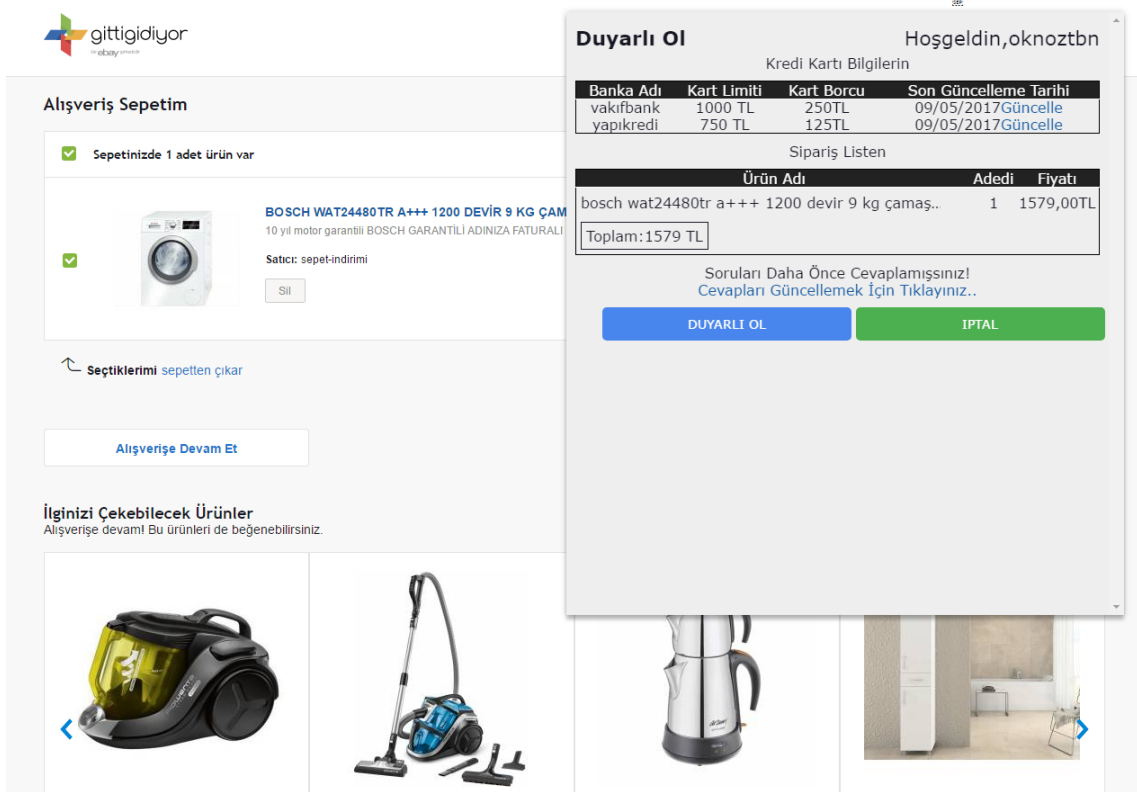 gittigidiyor
bir ebay şirketidir
Alışveriş Sepetim
Sepetinizde 1 adet ürün var
BOSCH WAT24480TR A+++ 1200 DEVİR 9 KG ÇAM
10 yıl motor garantili BOSCH GARANTİLİ ADINIZA FATURALI
Satıcı: sepet-indirimi
Sil
Seçtiklerimi sepetten çıkar
Alışverişe Devam Et
İlginizi Çekebilecek Ürünler
Alışverişe devam! Bu ürünleri de beğenebilirsiniz.
Duyarlı Ol
Hoşgeldin,oknoztbn
Kredi Kartı Bilgilerin
Banka Adı Kart Limiti Kart Borcu Son Güncelleme Tarihi
vakıfbank 1000 TL 250TL 09/05/2017Güncelle
yapıkredi 750 TL 125TL 09/05/2017Güncelle
Sipariş Listen
Ürün Adı Adedi Fiyatı
bosch wat24480tr a+++ 1200 devir 9 kg çamaş.. 1 1579,00TL
Toplam:1579 TL
Soruları Daha Önce Cevaplamışsınız!
Cevapları Güncellemek İçin Tıklayınız..
DUYARLI OL
IPTAL